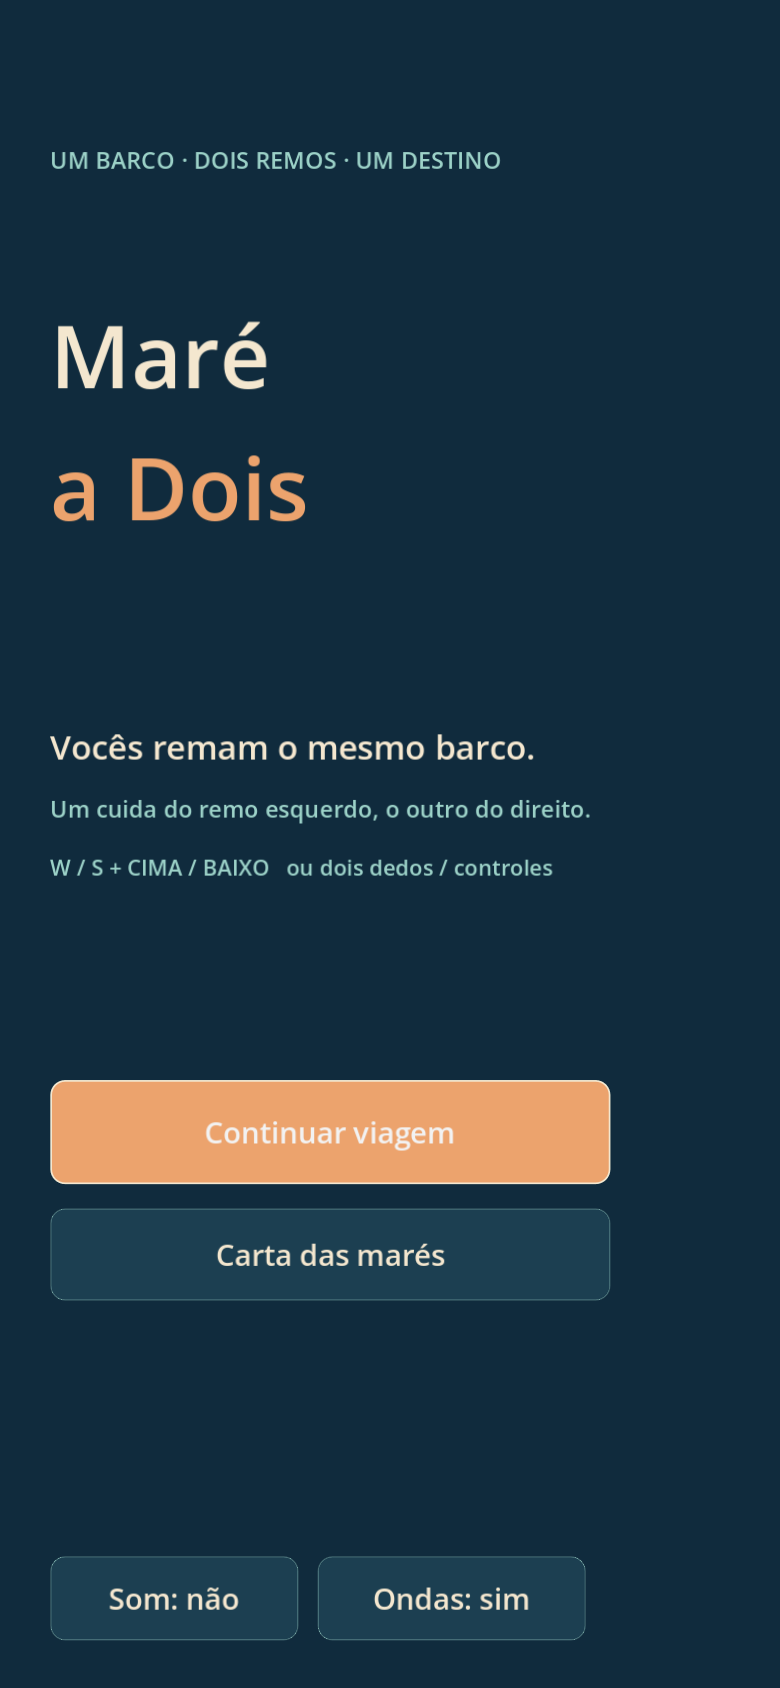 UM BARCO · DOIS REMOS · UM DESTINO
Maré
a Dois
Vocês remam o mesmo barco.
Um cuida do remo esquerdo, o outro do direito.
W / S + CIMA / BAIXO ou dois dedos / controles
Continuar viagem
Carta das marés
Som: não
Ondas: sim